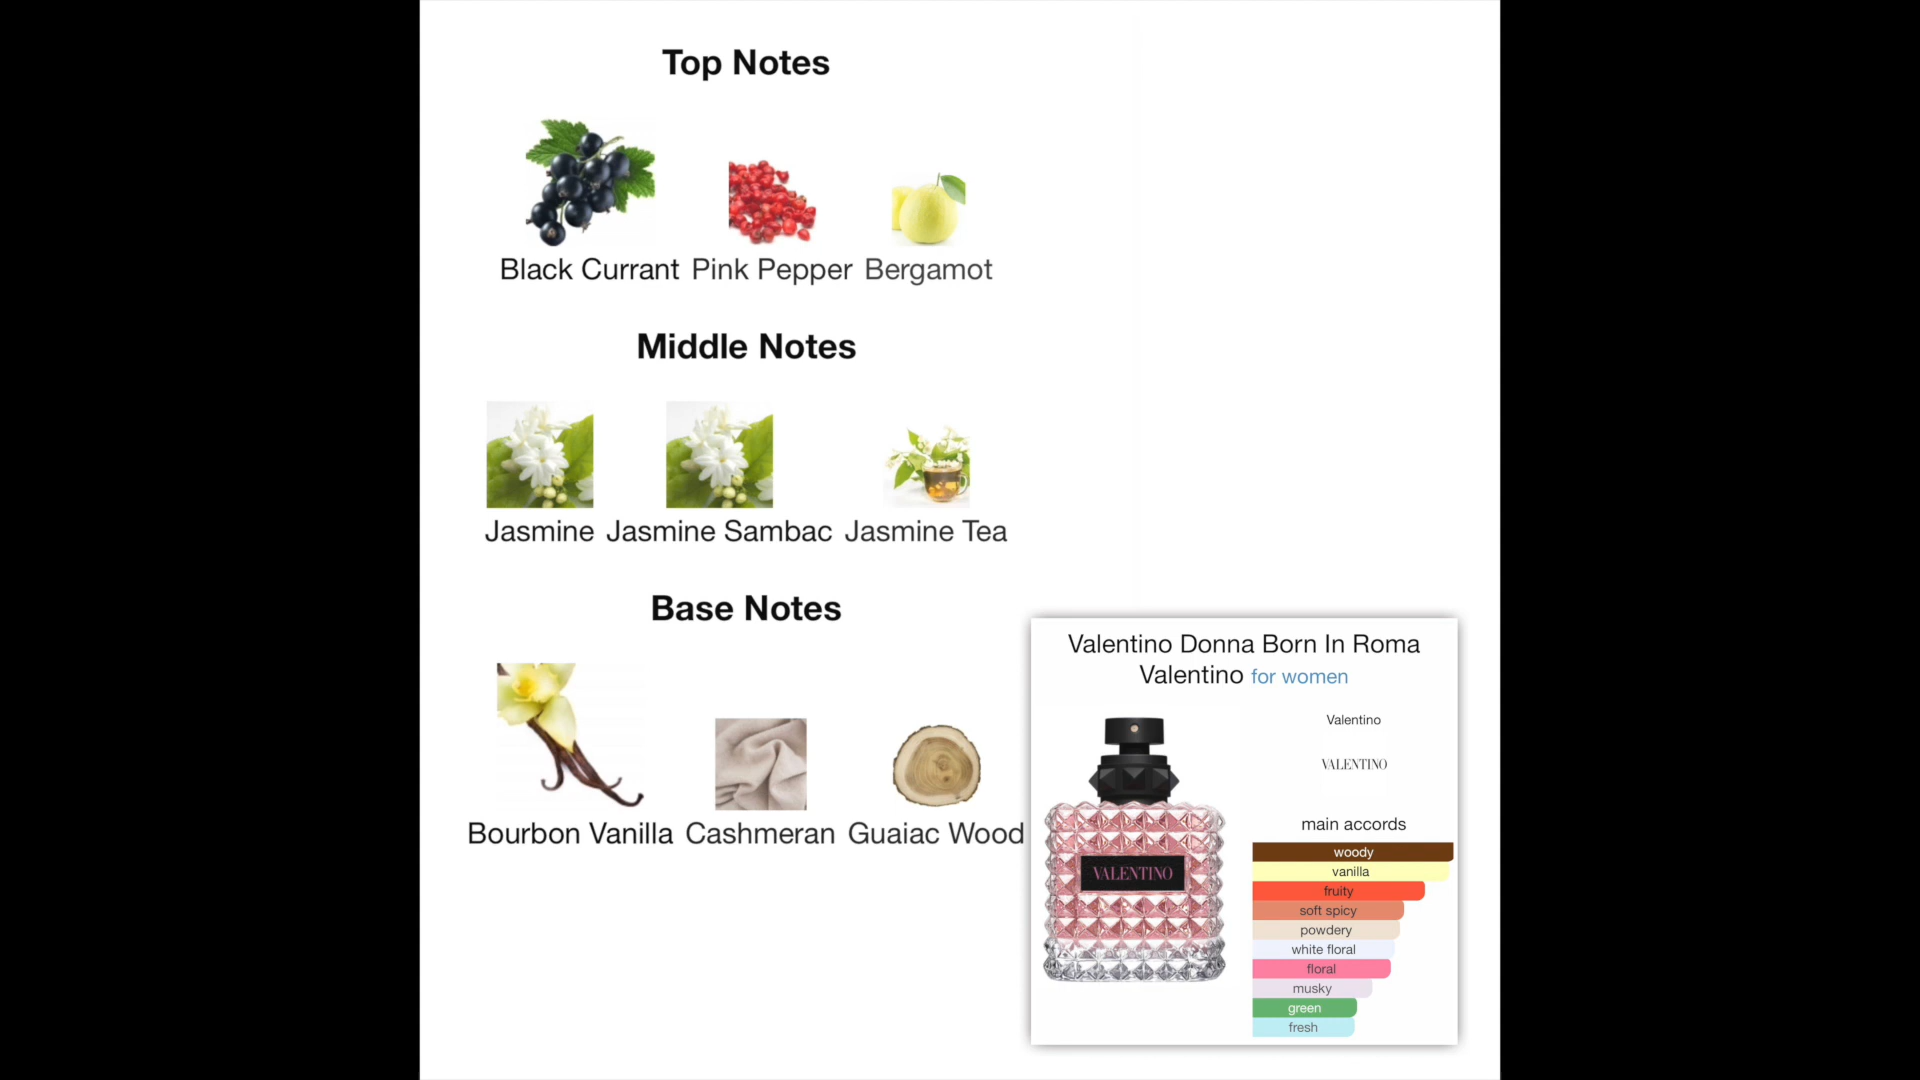 Top Notes
Black Currant Pink Pepper Bergamot
Middle Notes
Jasmine Jasmine Sambac Jasmine Tea
Base Notes
Bourbon Vanilla Cashmeran Guaiac Wood
Valentino Donna Born In Roma
Valentino for women
Valentino
VALENTINO
main accords
VALENTINO
woody
vanilla
fruity
soft spicy
powdery
white floral
floral
musky
green
fresh